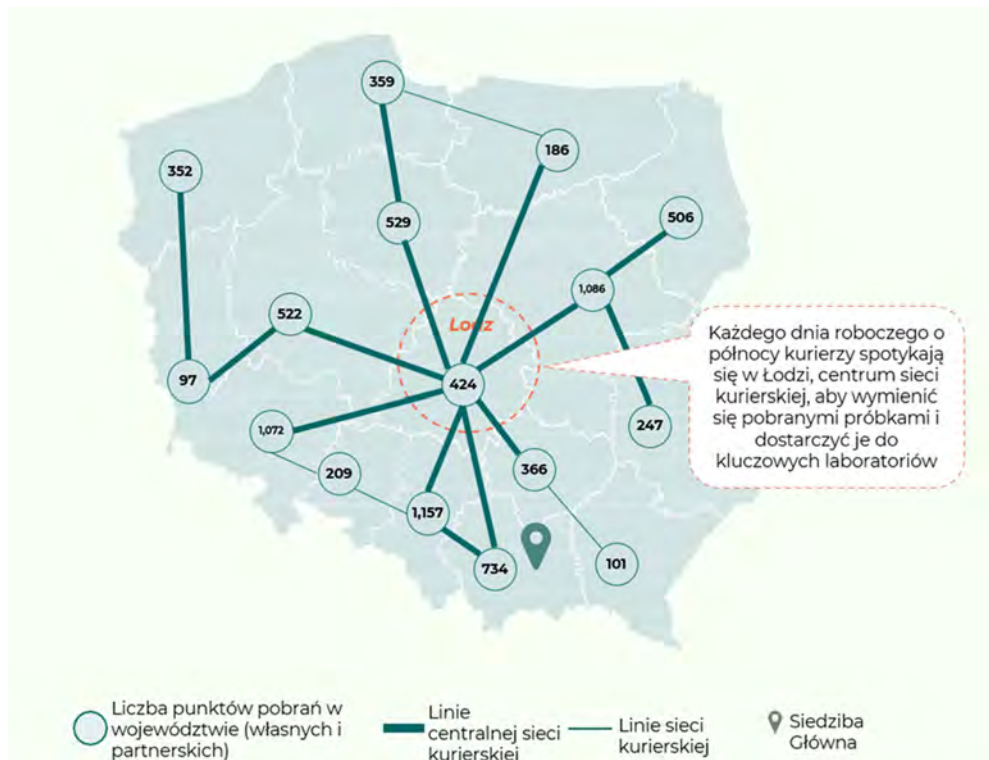 359
186
352
529
506
1,086
522
Lodz
Każdego dnia roboczego o
północy kurierzy spotykają
się w Łodzi, centrum sieci
kurierskiej, aby wymienić
się pobranymi próbkami i
dostarczyć je do
kluczowych laboratoriów
97
424
1,072
247
366
209
1,157
734
101
Liczba punktów pobrań w
województwie (własnych i
partnerskich)
Linie
centralnej sieci
kurierskiej
Linie sieci
kurierskiej
Siedziba
Główna